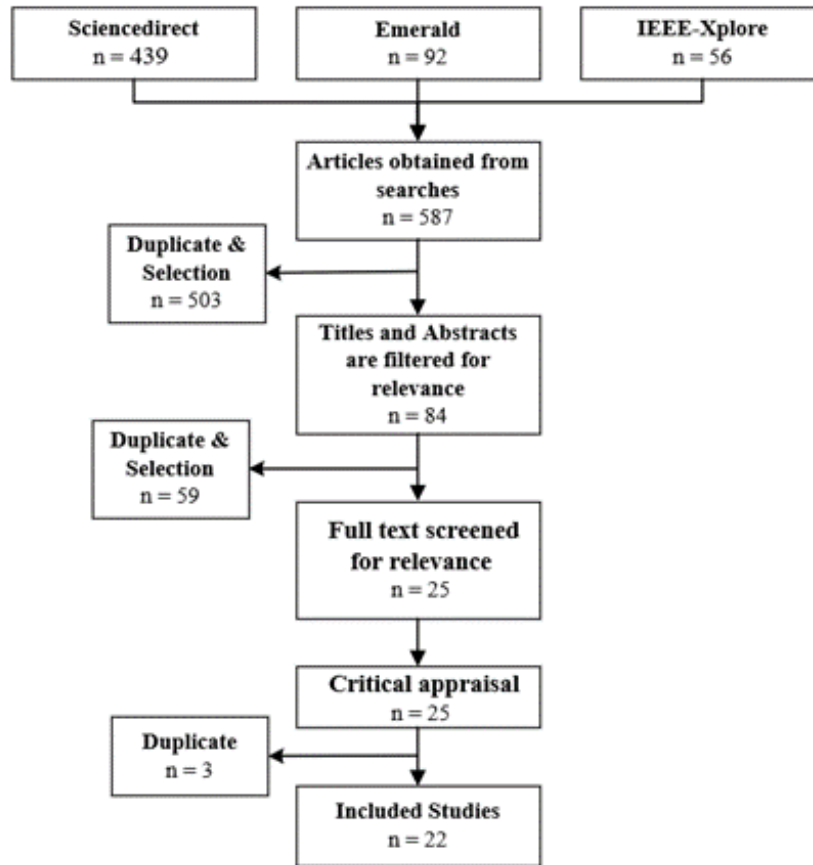 Sciencedirect
n = 439
Emerald
n = 92
IEEE-Xplore
n = 56
Articles obtained from
searches
n = 587
Duplicate &
Selection
n = 503
Titles and Abstracts
are filtered for
relevance
n = 84
Duplicate &
Selection
n = 59
Full text screened
for relevance
n = 25
Critical appraisal
n = 25
Duplicate
n = 3
Included Studies
n = 22